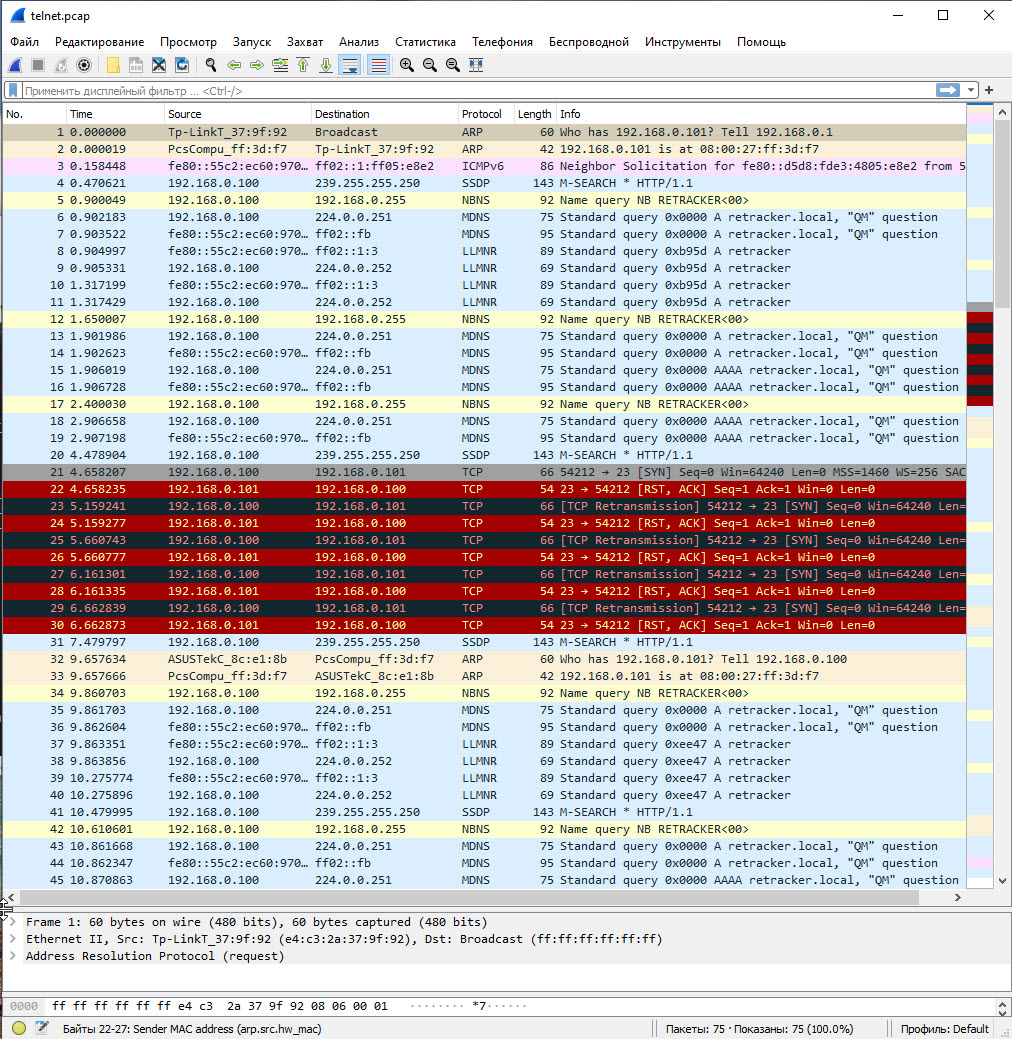 telnet.pcap
Файл Редактирование Просмотр Запуск Захват Анализ Статистика Телефония Беспроводной Инструменты Помощь
Применить дисплейный фильтр ... <Ctrl-/>
No. Time Source Destination Protocol Length Info
1 0.000000 Tp-LinkT_37:9f:92 Broadcast ARP 60 Who has 192.168.0.101? Tell 192.168.0.1
2 0.000019 PcsCompu_ff:3d:f7 Tp-LinkT_37:9f:92 ARP 42 192.168.0.101 is at 08:00:27:ff:3d:f7
3 0.158448 fe80::55c2:ec60:970… ff02::1:ff05:e8e2 ICMPv6 86 Neighbor Solicitation for fe80::d5d8:fde3:4805:e8e2 from 5
4 0.470621 192.168.0.100 239.255.255.250 SSDP 143 M-SEARCH * HTTP/1.1
5 0.900049 192.168.0.100 192.168.0.255 NBNS 92 Name query NB RETRACKER<00>
6 0.902183 192.168.0.100 224.0.0.251 MDNS 75 Standard query 0x0000 A retracker.local, "QM" question
7 0.903522 fe80::55c2:ec60:970… ff02::fb MDNS 95 Standard query 0x0000 A retracker.local, "QM" question
8 0.904997 fe80::55c2:ec60:970… ff02::1:3 LLMNR 89 Standard query 0xb95d A retracker
9 0.905331 192.168.0.100 224.0.0.252 LLMNR 69 Standard query 0xb95d A retracker
10 1.317199 fe80::55c2:ec60:970… ff02::1:3 LLMNR 89 Standard query 0xb95d A retracker
11 1.317429 192.168.0.100 224.0.0.252 LLMNR 69 Standard query 0xb95d A retracker
12 1.650007 192.168.0.100 192.168.0.255 NBNS 92 Name query NB RETRACKER<00>
13 1.901986 192.168.0.100 224.0.0.251 MDNS 75 Standard query 0x0000 A retracker.local, "QM" question
14 1.902623 fe80::55c2:ec60:970… ff02::fb MDNS 95 Standard query 0x0000 A retracker.local, "QM" question
15 1.906019 192.168.0.100 224.0.0.251 MDNS 75 Standard query 0x0000 AAAA retracker.local, "QM" question
16 1.906728 fe80::55c2:ec60:970… ff02::fb MDNS 95 Standard query 0x0000 AAAA retracker.local, "QM" question
17 2.400030 192.168.0.100 192.168.0.255 NBNS 92 Name query NB RETRACKER<00>
18 2.906658 192.168.0.100 224.0.0.251 MDNS 75 Standard query 0x0000 AAAA retracker.local, "QM" question
19 2.907198 fe80::55c2:ec60:970… ff02::fb MDNS 95 Standard query 0x0000 AAAA retracker.local, "QM" question
20 4.478904 192.168.0.100 239.255.255.250 SSDP 143 M-SEARCH * HTTP/1.1
21 4.658207 192.168.0.100 192.168.0.101 TCP 66 54212 → 23 [SYN] Seq=0 Win=64240 Len=0 MSS=1460 WS=256 SAC
22 4.658235 192.168.0.101 192.168.0.100 TCP 54 23 → 54212 [RST, ACK] Seq=1 Ack=1 Win=0 Len=0
23 5.159241 192.168.0.100 192.168.0.101 TCP 66 [TCP Retransmission] 54212 → 23 [SYN] Seq=0 Win=64240 Len=
24 5.159277 192.168.0.101 192.168.0.100 TCP 54 23 → 54212 [RST, ACK] Seq=1 Ack=1 Win=0 Len=0
25 5.660743 192.168.0.100 192.168.0.101 TCP 66 [TCP Retransmission] 54212 → 23 [SYN] Seq=0 Win=64240 Len=
26 5.660777 192.168.0.101 192.168.0.100 TCP 54 23 → 54212 [RST, ACK] Seq=1 Ack=1 Win=0 Len=0
27 6.161301 192.168.0.100 192.168.0.101 TCP 66 [TCP Retransmission] 54212 → 23 [SYN] Seq=0 Win=64240 Len=
28 6.161335 192.168.0.101 192.168.0.100 TCP 54 23 → 54212 [RST, ACK] Seq=1 Ack=1 Win=0 Len=0
29 6.662839 192.168.0.100 192.168.0.101 TCP 66 [TCP Retransmission] 54212 → 23 [SYN] Seq=0 Win=64240 Len=
30 6.662873 192.168.0.101 192.168.0.100 TCP 54 23 → 54212 [RST, ACK] Seq=1 Ack=1 Win=0 Len=0
31 7.479797 192.168.0.100 239.255.255.250 SSDP 143 M-SEARCH * HTTP/1.1
32 9.657634 ASUSTekC_8c:e1:8b PcsCompu_ff:3d:f7 ARP 60 Who has 192.168.0.101? Tell 192.168.0.100
33 9.657666 PcsCompu_ff:3d:f7 ASUSTekC_8c:e1:8b ARP 42 192.168.0.101 is at 08:00:27:ff:3d:f7
34 9.860703 192.168.0.100 192.168.0.255 NBNS 92 Name query NB RETRACKER<00>
35 9.861703 192.168.0.100 224.0.0.251 MDNS 75 Standard query 0x0000 A retracker.local, "QM" question
36 9.862604 fe80::55c2:ec60:970… ff02::fb MDNS 95 Standard query 0x0000 A retracker.local, "QM" question
37 9.863351 fe80::55c2:ec60:970… ff02::1:3 LLMNR 89 Standard query 0xee47 A retracker
38 9.863856 192.168.0.100 224.0.0.252 LLMNR 69 Standard query 0xee47 A retracker
39 10.275774 fe80::55c2:ec60:970… ff02::1:3 LLMNR 89 Standard query 0xee47 A retracker
40 10.275896 192.168.0.100 224.0.0.252 LLMNR 69 Standard query 0xee47 A retracker
41 10.479995 192.168.0.100 239.255.255.250 SSDP 143 M-SEARCH * HTTP/1.1
42 10.610601 192.168.0.100 192.168.0.255 NBNS 92 Name query NB RETRACKER<00>
43 10.861668 192.168.0.100 224.0.0.251 MDNS 75 Standard query 0x0000 A retracker.local, "QM" question
44 10.862347 fe80::55c2:ec60:970… ff02::fb MDNS 95 Standard query 0x0000 A retracker.local, "QM" question
45 10.870863 192.168.0.100 224.0.0.251 MDNS 75 Standard query 0x0000 AAAA retracker.local, "QM" question
Frame 1: 60 bytes on wire (480 bits), 60 bytes captured (480 bits)
Ethernet II, Src: Tp-LinkT_37:9f:92 (e4:c3:2a:37:9f:92), Dst: Broadcast (ff:ff:ff:ff:ff:ff)
Address Resolution Protocol (request)
0000 ff ff ff ff ff ff e4 c3 2a 37 9f 92 08 06 00 01 ········ *7······
Байты 22-27: Sender MAC address (arp.src.hw_mac) Пакеты: 75 · Показаны: 75 (100.0%) Профиль: Default